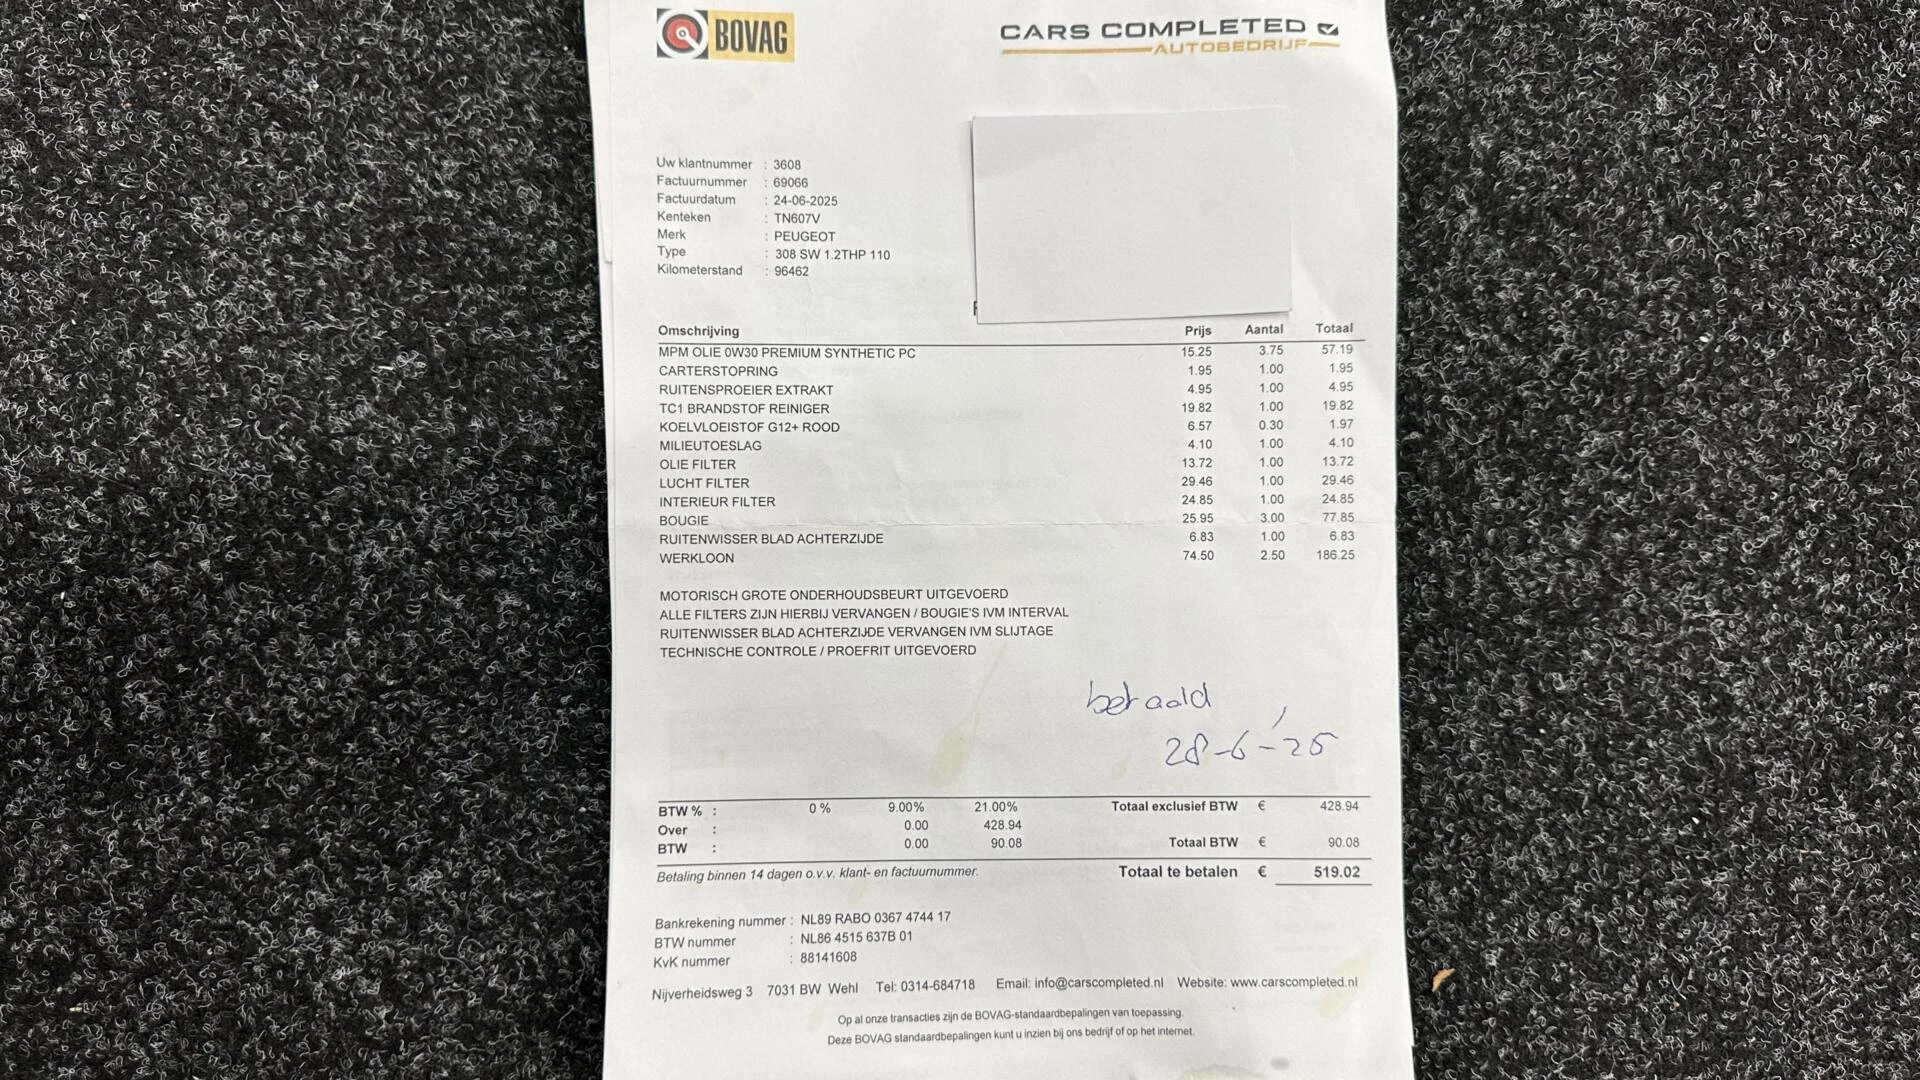 BOVAG
CARS COMPLETED
AUTOBEDRIJF
Uw klantnummer : 3608
Factuurnummer : 69066
Factuurdatum : 24-06-2025
Kenteken : TN607V
Merk : PEUGEOT
Type : 308 SW 1.2THP 110
Kilometerstand : 96462
Omschrijving Prijs Aantal Totaal
MPM OLIE 0W30 PREMIUM SYNTHETIC PC 15.25 3.75 57.19
CARTERSTOPRING 1.95 1.00 1.95
RUITENSPROEIER EXTRAKT 4.95 1.00 4.95
TC1 BRANDSTOF REINIGER 19.82 1.00 19.82
KOELVLOEISTOF G12+ ROOD 6.57 0.30 1.97
MILIEUTOESLAG 4.10 1.00 4.10
OLIE FILTER 13.72 1.00 13.72
LUCHT FILTER 29.46 1.00 29.46
INTERIEUR FILTER 24.85 1.00 24.85
BOUGIE 25.95 3.00 77.85
RUITENWISSER BLAD ACHTERZIJDE 6.83 1.00 6.83
WERKLOON 74.50 2.50 186.25
MOTORISCH GROTE ONDERHOUDSBEURT UITGEVOERD
ALLE FILTERS ZIJN HIERBIJ VERVANGEN / BOUGIE'S IVM INTERVAL
RUITENWISSER BLAD ACHTERZIJDE VERVANGEN IVM SLIJTAGE
TECHNISCHE CONTROLE / PROEFRIT UITGEVOERD
betaald
28-6-'25
BTW % : 0 % 9.00% 21.00% Totaal exclusief BTW € 428.94
Over : 0.00 428.94
BTW : 0.00 90.08 Totaal BTW € 90.08
Betaling binnen 14 dagen o.v.v. klant- en factuurnummer. Totaal te betalen € 519.02
Bankrekening nummer : NL89 RABO 0367 4744 17
BTW nummer : NL86 4515 637B 01
KvK nummer : 88141608
Nijverheidsweg 3 7031 BW Wehl Tel: 0314-684718 Email: info@carscompleted.nl Website: www.carscompleted.nl
Op al onze transacties zijn de BOVAG-standaardbepalingen van toepassing.
Deze BOVAG standaardbepalingen kunt u inzien bij ons bedrijf of op het internet.